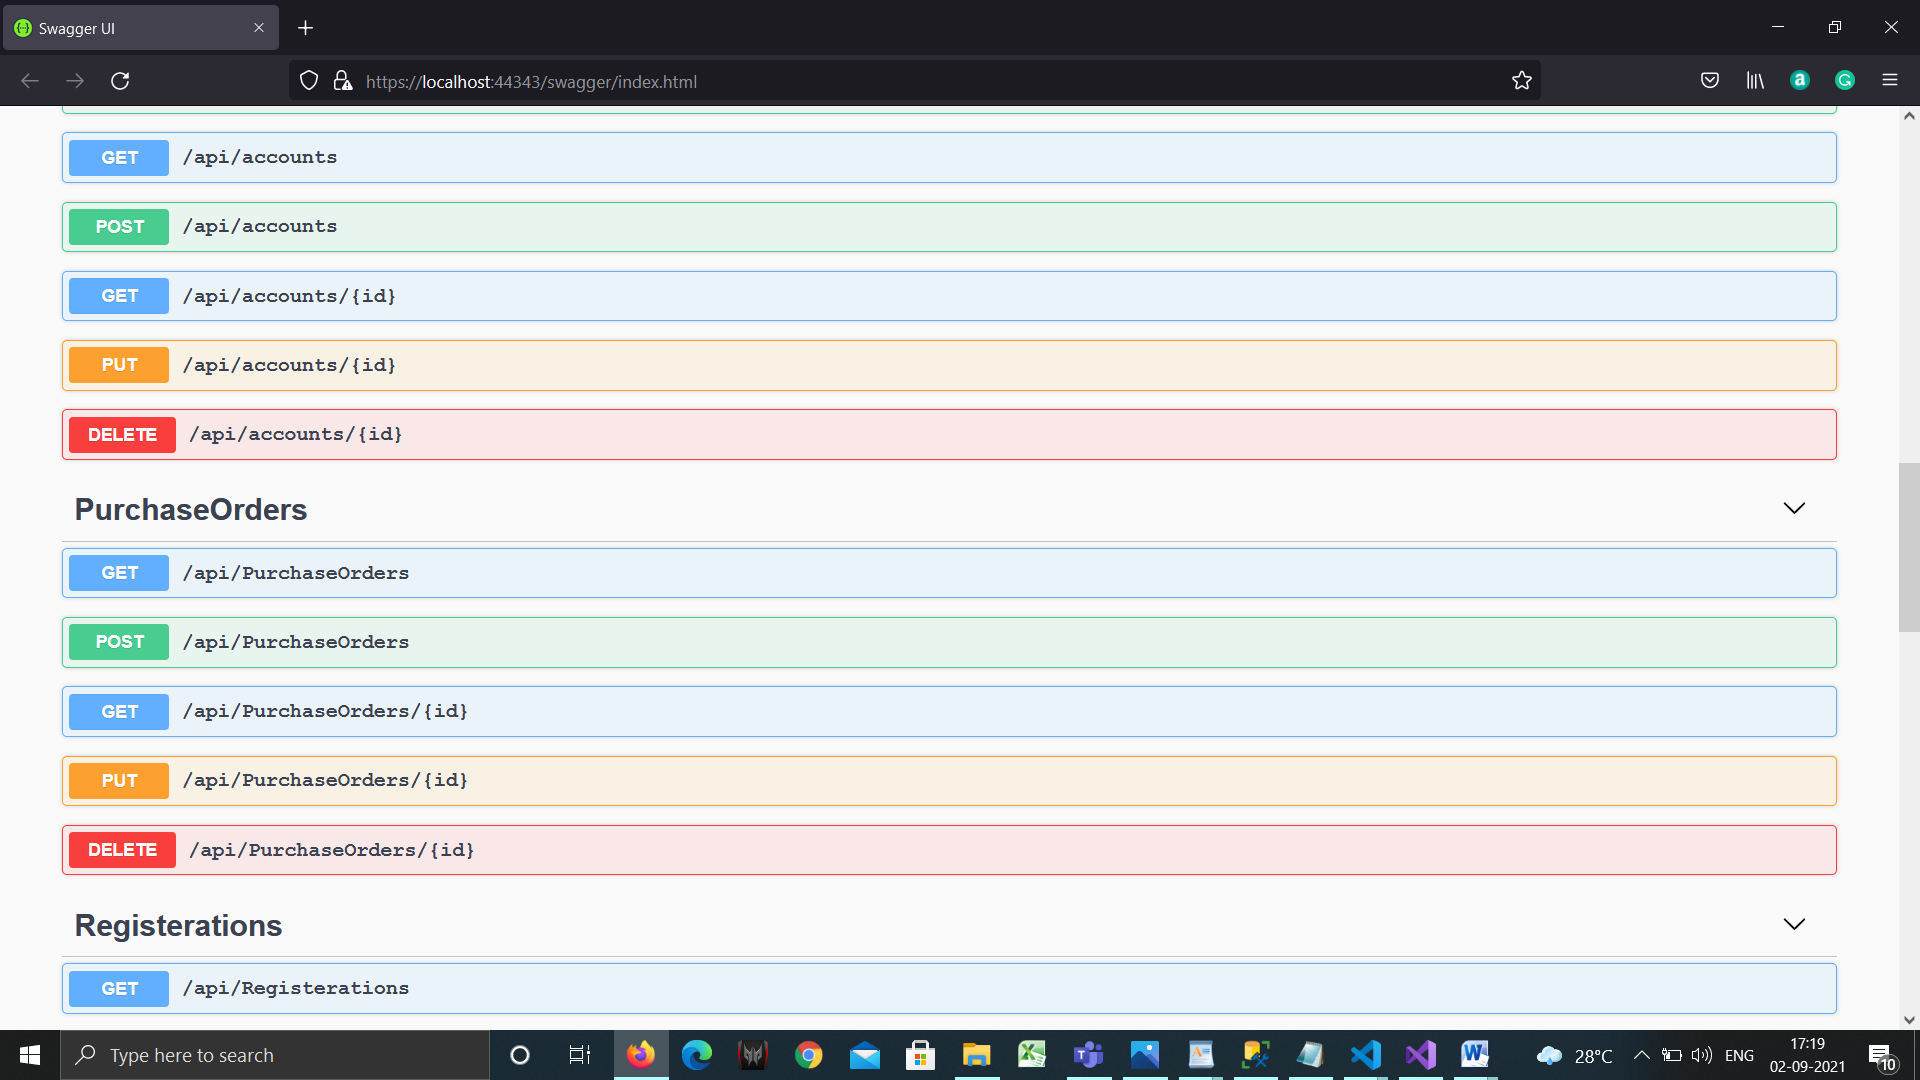 Swagger UI
https://localhost:44343/swagger/index.html
GET /api/accounts
POST /api/accounts
GET /api/accounts/{id}
PUT /api/accounts/{id}
DELETE /api/accounts/{id}
PurchaseOrders
GET /api/PurchaseOrders
POST /api/PurchaseOrders
GET /api/PurchaseOrders/{id}
PUT /api/PurchaseOrders/{id}
DELETE /api/PurchaseOrders/{id}
Registerations
GET /api/Registerations
Type here to search
28°C
ENG
17:19
02-09-2021
10